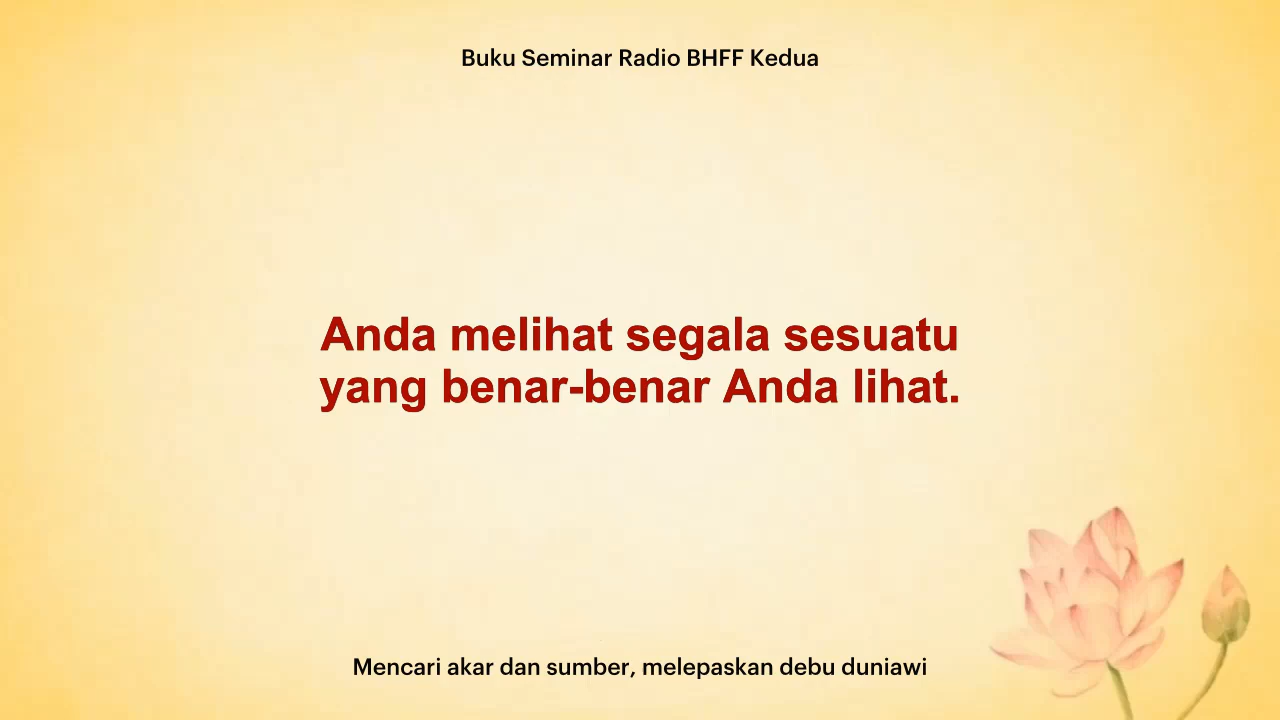 Buku Seminar Radio BHFF Kedua
Anda melihat segala sesuatu
yang benar-benar Anda lihat.
Mencari akar dan sumber, melepaskan debu duniawi